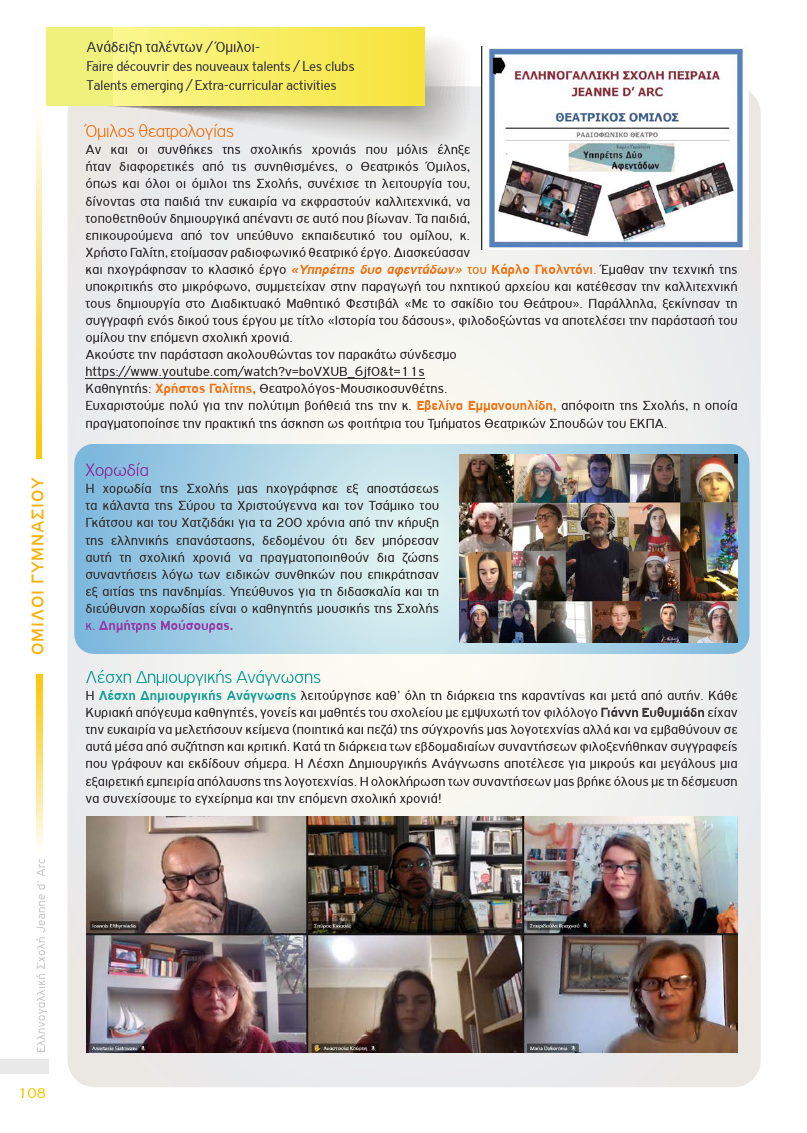 Ανάδειξη ταλέντων / Όμιλοι-
Faire découvrir des nouveaux talents / Les clubs
Talents emerging / Extra-curricular activities
ΕΛΛΗΝΟΓΑΛΛΙΚΗ ΣΧΟΛΗ ΠΕΙΡΑΙΑ
JEANNE D' ARC
ΘΕΑΤΡΙΚΟΣ ΟΜΙΛΟΣ
ΡΑΔΙΟΦΩΝΙΚΟ ΘΕΑΤΡΟ
Υπηρέτης Δύο
Αφεντάδων
Όμιλος θεατρολογίας
Αν και οι συνθήκες της σχολικής χρονιάς που μόλις έληξε
ήταν διαφορετικές από τις συνηθισμένες, ο Θεατρικός Όμιλος,
όπως και όλοι οι όμιλοι της Σχολής, συνέχισε τη λειτουργία του,
δίνοντας στα παιδιά την ευκαιρία να εκφραστούν καλλιτεχνικά, να
τοποθετηθούν δημιουργικά απέναντι σε αυτό που βίωναν. Τα παιδιά,
επικουρούμενα από τον υπεύθυνο εκπαιδευτικό του ομίλου, κ.
Χρήστο Γαλίτη, ετοίμασαν ραδιοφωνικό θεατρικό έργο. Διασκεύασαν
και ηχογράφησαν το κλασικό έργο «Υπηρέτης δυο αφεντάδων» του Κάρλο Γκολντόνι. Έμαθαν την τεχνική της
υποκριτικής στο μικρόφωνο, συμμετείχαν στην παραγωγή του ηχητικού αρχείου και κατέθεσαν την καλλιτεχνική
τους δημιουργία στο Διαδικτυακό Μαθητικό Φεστιβάλ «Με το σακίδιο του Θεάτρου». Παράλληλα, ξεκίνησαν τη
συγγραφή ενός δικού τους έργου με τίτλο «Ιστορία του δάσους», φιλοδοξώντας να αποτελέσει την παράστασή του
ομίλου την επόμενη σχολική χρονιά.
Ακούστε την παράσταση ακολουθώντας τον παρακάτω σύνδεσμο
https://www.youtube.com/watch?v=boVXUB_6jf0&t=11s
Καθηγητής: Χρήστος Γαλίτης, Θεατρολόγος-Μουσικοσυνθέτης.
Ευχαριστούμε πολύ για την πολύτιμη βοήθειά της την κ. Εβελίνα Εμμανουηλίδη, απόφοιτη της Σχολής, η οποία
πραγματοποίησε την πρακτική της άσκηση ως φοιτήτρια του Τμήματος Θεατρικών Σπουδών του ΕΚΠΑ.
Χορωδία
Η χορωδία της Σχολής μας ηχογράφησε εξ αποστάσεως
τα κάλαντα της Σύρου τα Χριστούγεννα και τον Τσάμικο του
Γκάτσου και του Χατζιδάκι για τα 200 χρόνια από την κήρυξη
της ελληνικής επανάστασης, δεδομένου ότι δεν μπόρεσαν
αυτή τη σχολική χρονιά να πραγματοποιηθούν δια ζώσης
συναντήσεις λόγω των ειδικών συνθηκών που επικράτησαν
εξ αιτίας της πανδημίας. Υπεύθυνος για τη διδασκαλία και τη
διεύθυνση χορωδίας είναι ο καθηγητής μουσικής της Σχολής
κ. Δημήτρης Μούσουρας.
Λέσχη Δημιουργικής Ανάγνωσης
Η Λέσχη Δημιουργικής Ανάγνωσης λειτούργησε καθ' όλη τη διάρκεια της καραντίνας και μετά από αυτήν. Κάθε
Κυριακή απόγευμα καθηγητές, γονείς και μαθητές του σχολείου με εμψυχωτή τον φιλόλογο Γιάννη Ευθυμιάδη είχαν
την ευκαιρία να μελετήσουν κείμενα (ποιητικά και πεζά) της σύγχρονής μας λογοτεχνίας αλλά και να εμβαθύνουν σε
αυτά μέσα από συζήτηση και κριτική. Κατά τη διάρκεια των εβδομαδιαίων συναντήσεων φιλοξενήθηκαν συγγραφείς
που γράφουν και εκδίδουν σήμερα. Η Λέσχη Δημιουργικής Ανάγνωσης αποτέλεσε για μικρούς και μεγάλους μια
εξαιρετική εμπειρία απόλαυσης της λογοτεχνίας. Η ολοκλήρωση των συναντήσεων μας βρήκε όλους με τη δέσμευση
να συνεχίσουμε το εγχείρημα και την επόμενη σχολική χρονιά!
Ioannis Efthymiadis
Σπύρος Κιοσσές
Σπυριδούλα Βραχνού
Anastasia
Αναστασία Κούρτη
Maria Dalkoronia
ΟΜΙΛΟΙ ΓΥΜΝΑΣΙΟΥ
Ελληνογαλλική Σχολή Jeanne d' Arc
108